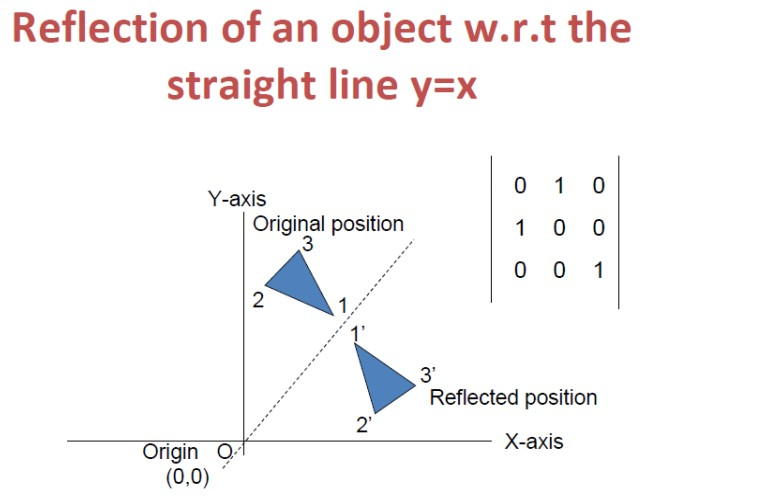 Reflection of an object w.r.t the
straight line y=x
0 1 0
1 0 0
0 0 1
Y-axis
Original position
3
2
1
1’
3’
Reflected position
2’
X-axis
Origin O
(0,0)